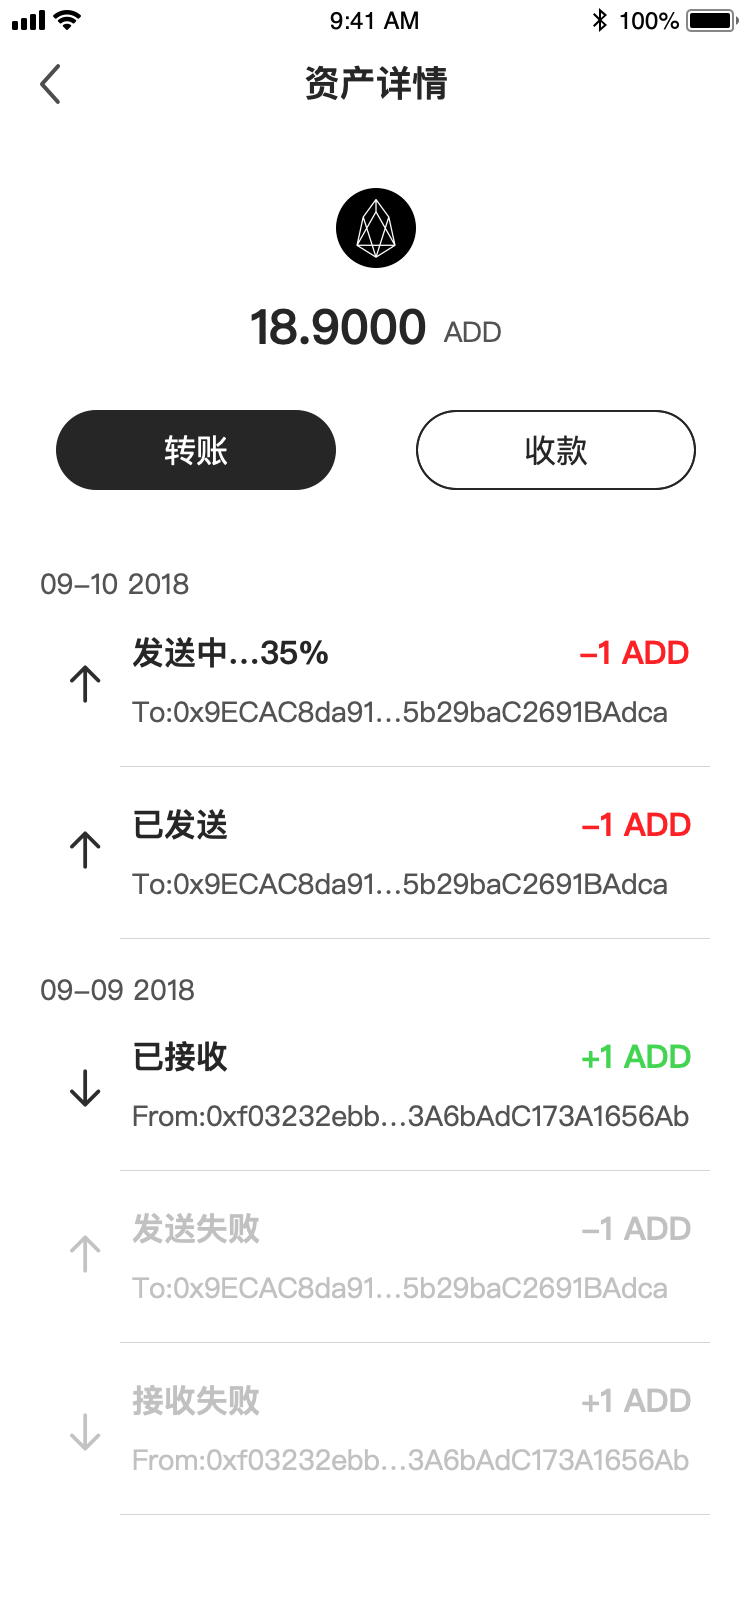 9:41 AM
100%
资产详情
18.9000 ADD
转账
收款
09–10 2018
发送中...35%
–1 ADD
To:0x9ECAC8da91...5b29baC2691BAdca
已发送
–1 ADD
To:0x9ECAC8da91...5b29baC2691BAdca
09–09 2018
已接收
+1 ADD
From:0xf03232ebb...3A6bAdC173A1656Ab
发送失败
–1 ADD
To:0x9ECAC8da91...5b29baC2691BAdca
接收失败
+1 ADD
From:0xf03232ebb...3A6bAdC173A1656Ab